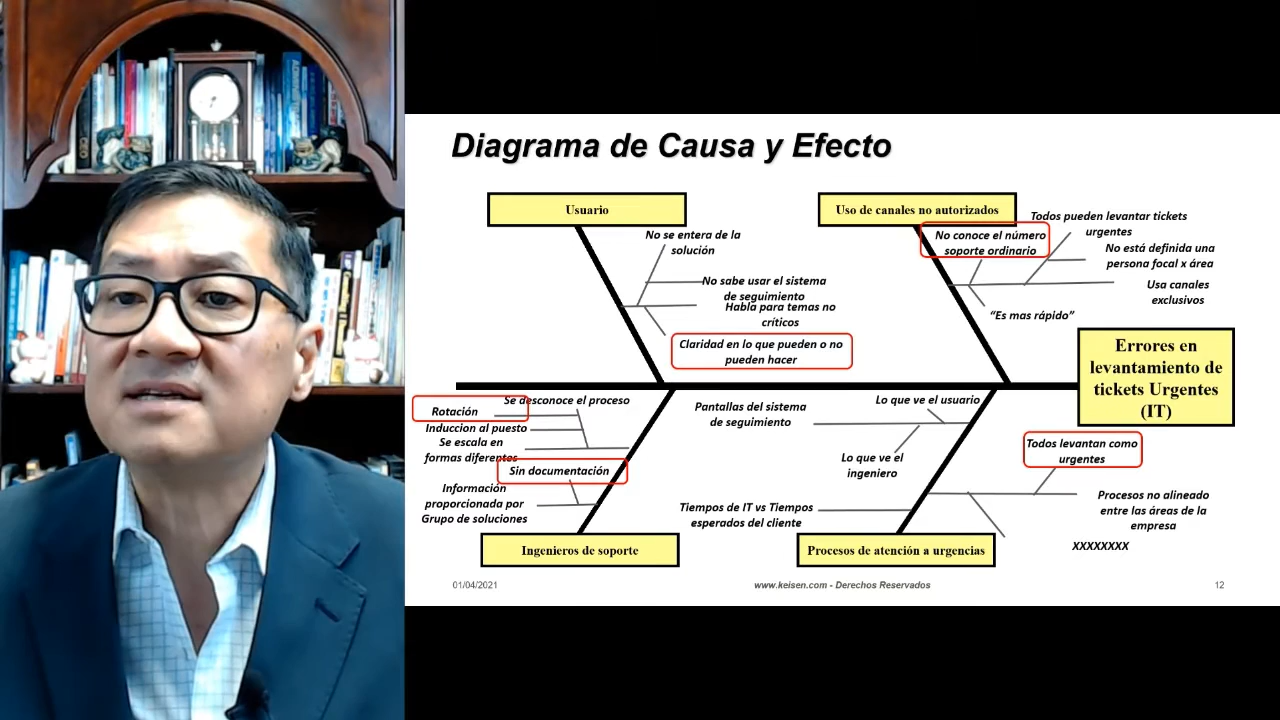 Diagrama de Causa y Efecto
Usuario
Uso de canales no autorizados
No se entera de la
solución
No sabe usar el sistema
de seguimiento
Habla para temas no
críticos
Claridad en lo que pueden o no
pueden hacer
No conoce el número
soporte ordinario
Todos pueden levantar tickets
urgentes
No está definida una
persona focal x área
Usa canales
exclusivos
“Es mas rápido”
Errores en
levantamiento de
tickets Urgentes
(IT)
Se desconoce el proceso
Rotación
Induccion al puesto
Se escala en
formas diferentes
Sin documentación
Información
proporcionada por
Grupo de soluciones
Pantallas del sistema
de seguimiento
Lo que ve el usuario
Lo que ve el
ingeniero
Tiempos de IT vs Tiempos
esperados del cliente
Todos levantan como
urgentes
Procesos no alineado
entre las áreas de la
empresa
XXXXXXXX
Ingenieros de soporte
Procesos de atención a urgencias
01/04/2021
www.keisen.com - Derechos Reservados
12